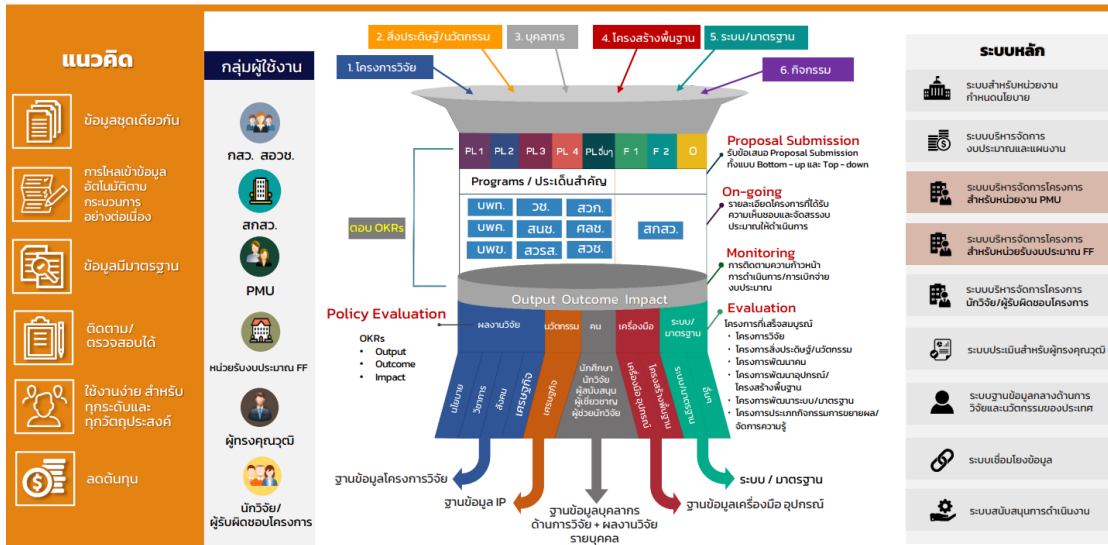 แนวคิด
ข้อมูลชุดเดียวกัน
การไหลเข้าข้อมูล
อัตโนมัติตาม
กระบวนการ
อย่างต่อเนื่อง
ข้อมูลมีมาตรฐาน
ติดตาม/
ตรวจสอบได้
ใช้งานง่าย สำหรับ
ทุกระดับและ
ทุกวัตถุประสงค์
ลดต้นทุน
กลุ่มผู้ใช้งาน
กสว. สอวช.
สกสว.
PMU
หน่วยรับงบประมาณ FF
ผู้ทรงคุณวุฒิ
นักวิจัย/
ผู้รับผิดชอบโครงการ
1. โครงการวิจัย
2. สิ่งประดิษฐ์/นวัตกรรม
3. บุคลากร
4. โครงสร้างพื้นฐาน
5. ระบบ/มาตรฐาน
6. กิจกรรม
PL 1 PL 2 PL 3 PL 4 PLอื่นๆ F 1 F 2 O
Programs / ประเด็นสำคัญ
บพท. วช. สวก.
บพค. สนช. ศลช. สกสว.
บพข. สวรส. สวช.
ตอบ OKRs
Output Outcome Impact
Proposal Submission
รับข้อเสนอ Proposal Submission
ทั้งแบบ Bottom - up และ Top - down
On-going
รายละเอียดโครงการที่ได้รับ
ความเห็นชอบและจัดสรรงบ
ประมาณให้ดำเนินการ
Monitoring
การติดตามความก้าวหน้า
การดำเนินการ/การเบิกจ่าย
งบประมาณ
Evaluation
โครงการที่เสร็จสมบูรณ์
• โครงการวิจัย
• โครงการสิ่งประดิษฐ์/นวัตกรรม
• โครงการพัฒนาคน
• โครงการพัฒนาอุปกรณ์/
โครงสร้างพื้นฐาน
• โครงการพัฒนาระบบ/มาตรฐาน
• โครงการประเภทกิจกรรมการขยายผล/
จัดการความรู้
Policy Evaluation
OKRs
• Output
• Outcome
• Impact
ผลงานวิจัย
นวัตกรรม
คน
เครื่องมือ
ระบบ/
มาตรฐาน
นโยบาย
วิชาการ
สังคม
เศรษฐกิจ
เศรษฐกิจ
นักศึกษา
นักวิจัย
ผู้สนับสนุน
ผู้เชี่ยวชาญ
ผู้ช่วยนักวิจัย
เครื่องมือ อุปกรณ์
โครงสร้างพื้นฐาน
ระบบ/มาตรฐาน
อื่นๆ
ฐานข้อมูลโครงการวิจัย
ฐานข้อมูล IP
ฐานข้อมูลบุคลากร
ด้านการวิจัย + ผลงานวิจัย
รายบุคคล
ฐานข้อมูลเครื่องมือ อุปกรณ์
ระบบ / มาตรฐาน
ระบบหลัก
ระบบสำหรับหน่วยงาน
กำหนดนโยบาย
ระบบบริหารจัดการ
งบประมาณและแผนงาน
ระบบบริหารจัดการโครงการ
สำหรับหน่วยงาน PMU
ระบบบริหารจัดการโครงการ
สำหรับหน่วยรับงบประมาณ FF
ระบบบริหารจัดการโครงการ
นักวิจัย/ผู้รับผิดชอบโครงการ
ระบบประเมินสำหรับผู้ทรงคุณวุฒิ
ระบบฐานข้อมูลกลางด้านการ
วิจัยและนวัตกรรมของประเทศ
ระบบเชื่อมโยงข้อมูล
ระบบสนับสนุนการดำเนินงาน